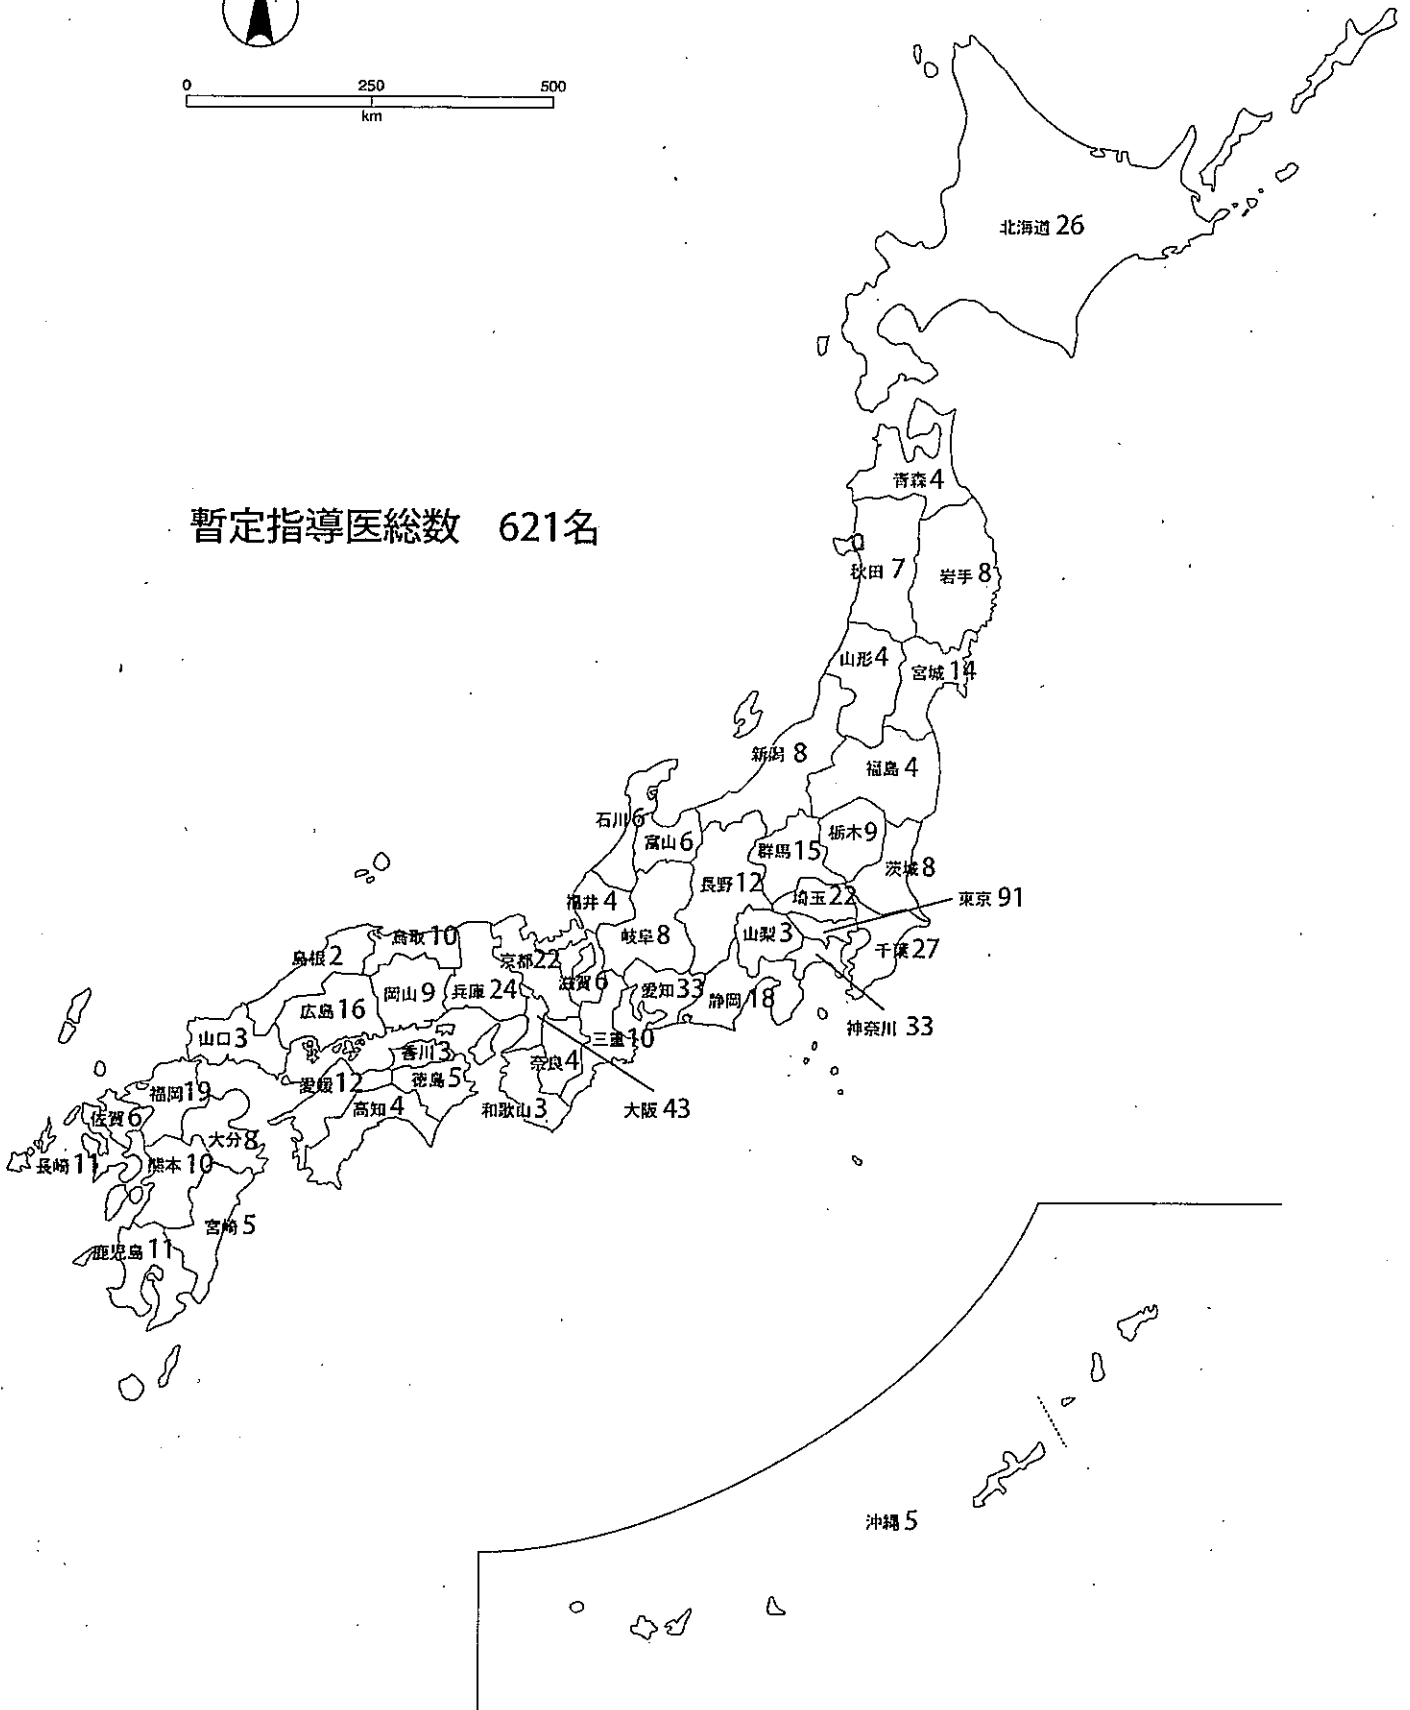 0 250 500
km
北海道 26
青森 4
暫定指導医総数 621名
秋田 7
岩手 8
山形 4
宮城 14
新潟 8
福島 4
石川 6
富山 6
群馬 15
栃木 9
茨城 8
長野 12
埼玉 22
東京 91
福井 4
岐阜 8
山梨 3
千葉 27
島根 2
鳥取 10
京都 22
滋賀 6
愛知 33
静岡 18
岡山 9
兵庫 24
広島 16
神奈川 33
山口 3
三重 10
奈良 4
香川 3
徳島 5
愛媛 12
高知 4
和歌山 3
大阪 43
福岡 19
佐賀 6
大分 8
長崎 11
熊本 10
宮崎 5
鹿児島 11
沖縄 5